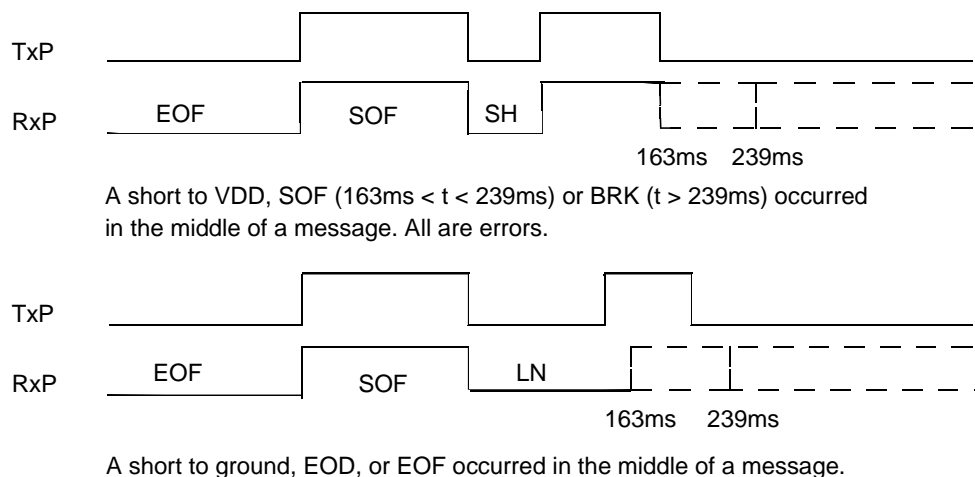 TxP
EOF SOF SH
RxP
163ms 239ms
A short to VDD, SOF (163ms < t < 239ms) or BRK (t > 239ms) occurred
in the middle of a message. All are errors.
TxP
EOF SOF LN
RxP
163ms 239ms
A short to ground, EOD, or EOF occurred in the middle of a message.